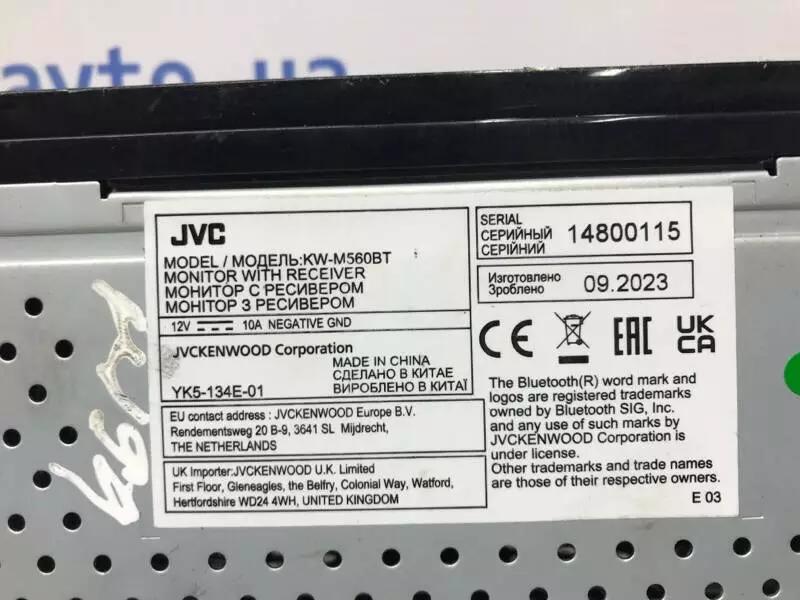 avto.ua
JVC
MODEL / МОДЕЛЬ:KW-M560BT
MONITOR WITH RECEIVER
МОНИТОР С РЕСИВЕРОМ
МОНІТОР З РЕСИВЕРОМ
12V 10A NEGATIVE GND
JVCKENWOOD Corporation
MADE IN CHINA
СДЕЛАНО В КИТАЕ
YK5-134E-01 ВИРОБЛЕНО В КИТАЇ
EU contact address : JVCKENWOOD Europe B.V.
Rendementsweg 20 B-9, 3641 SL Mijdrecht,
THE NETHERLANDS
UK Importer:JVCKENWOOD U.K. Limited
First Floor, Gleneagles, the Belfry, Colonial Way, Watford,
Hertfordshire WD24 4WH, UNITED KINGDOM
SERIAL
СЕРИЙНЫЙ 14800115
СЕРІЙНИЙ
Изготовлено
Зроблено 09.2023
CE EAC UK
CA
The Bluetooth(R) word mark and
logos are registered trademarks
owned by Bluetooth SIG, Inc.
and any use of such marks by
JVCKENWOOD Corporation is
under license.
Other trademarks and trade names
are those of their respective owners.
E 03